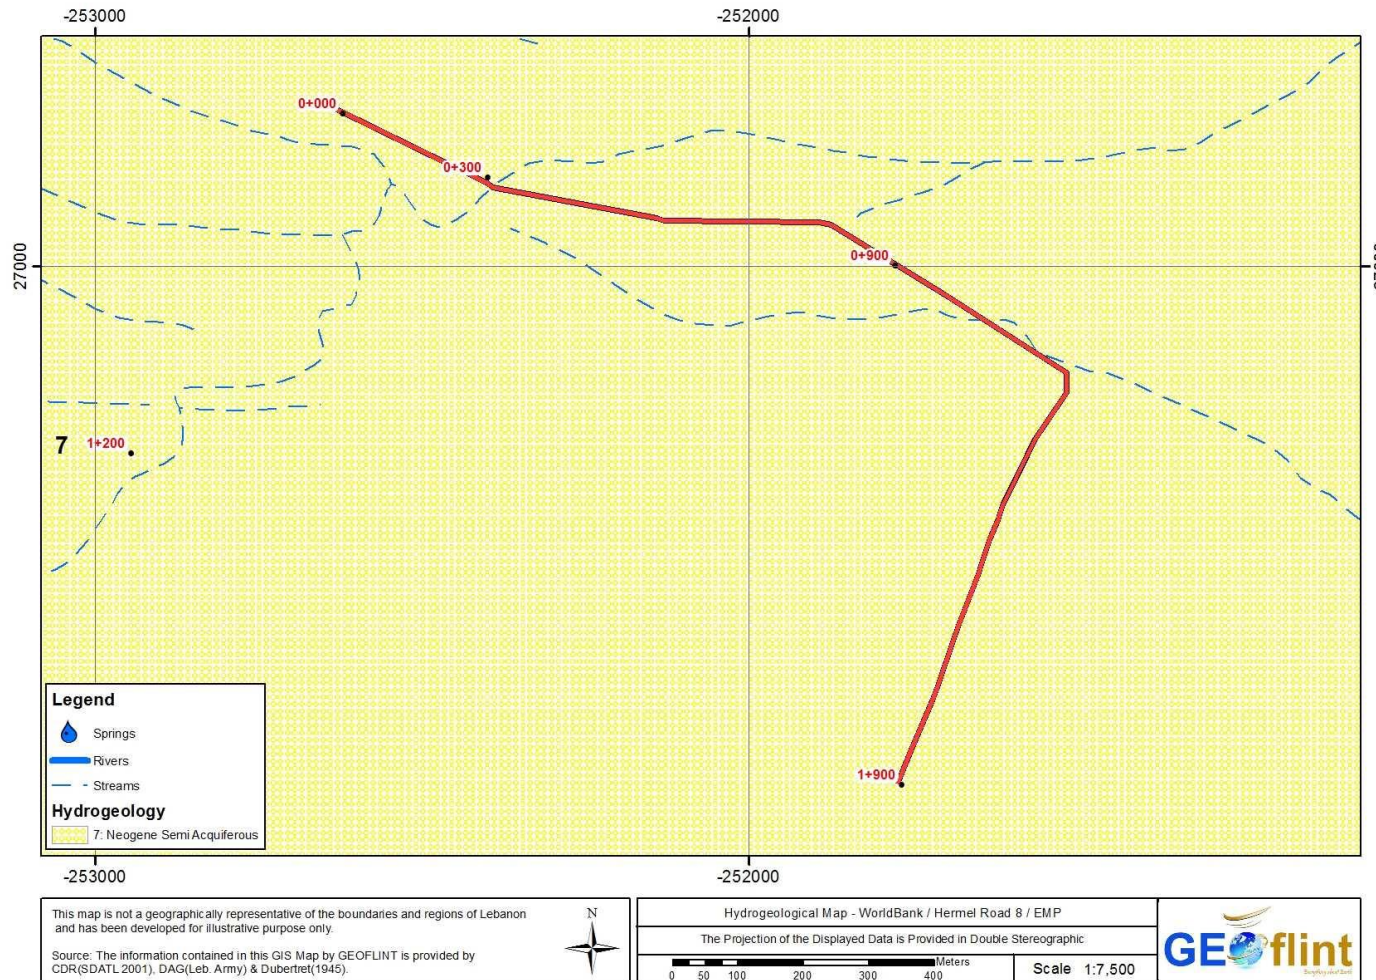 -253000
-252000
0+000
0+300
0+900
27000
7
1+200
1+900
Legend
Springs
Rivers
Streams
Hydrogeology
7: Neogene Semi Acquiferous
-253000
-252000
This map is not a geographically representative of the boundaries and regions of Lebanon
and has been developed for illustrative purpose only.
Source: The information contained in this GIS Map by GEOFLINT is provided by
CDR(SDATL 2001), DAG(Leb. Army) & Dubertret(1945).
N
Hydrogeological Map - WorldBank / Hermel Road 8 / EMP
The Projection of the Displayed Data is Provided in Double Stereographic
Meters
0 50 100 200 300 400
Scale 1:7,500
GEOflint